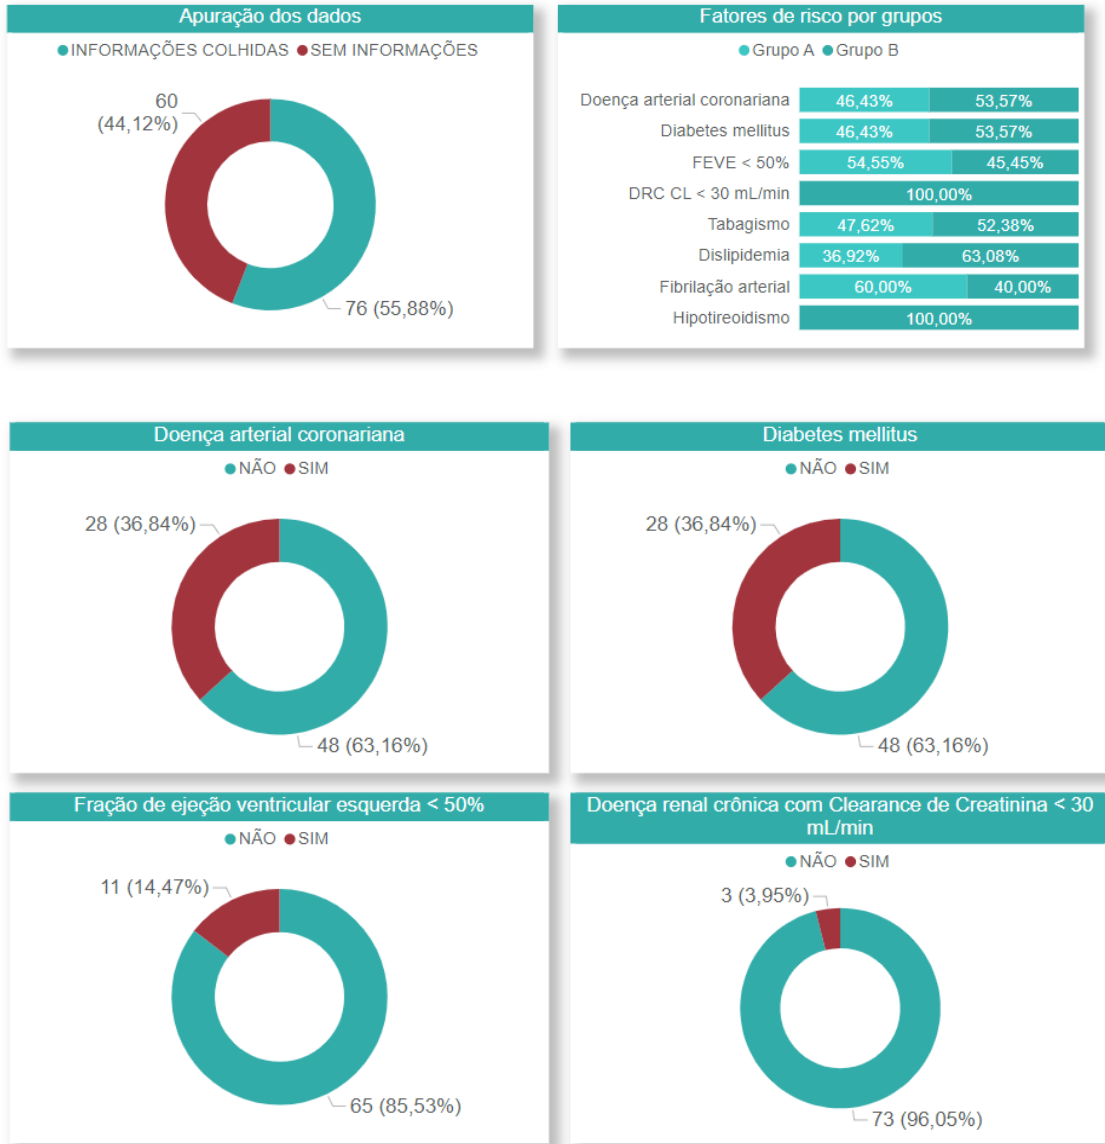 Apuração dos dados
INFORMAÇÕES COLHIDAS SEM INFORMAÇÕES
60
(44,12%)
76 (55,88%)
Fatores de risco por grupos
Grupo A Grupo B
Doença arterial coronariana 46,43% 53,57%
Diabetes mellitus 46,43% 53,57%
FEVE < 50% 54,55% 45,45%
DRC CL < 30 mL/min 100,00%
Tabagismo 47,62% 52,38%
Dislipidemia 36,92% 63,08%
Fibrilação arterial 60,00% 40,00%
Hipotireoidismo 100,00%
Doença arterial coronariana
NÃO SIM
28 (36,84%)
48 (63,16%)
Diabetes mellitus
NÃO SIM
28 (36,84%)
48 (63,16%)
Fração de ejeção ventricular esquerda < 50%
NÃO SIM
11 (14,47%)
65 (85,53%)
Doença renal crônica com Clearance de Creatinina < 30
mL/min
NÃO SIM
3 (3,95%)
73 (96,05%)